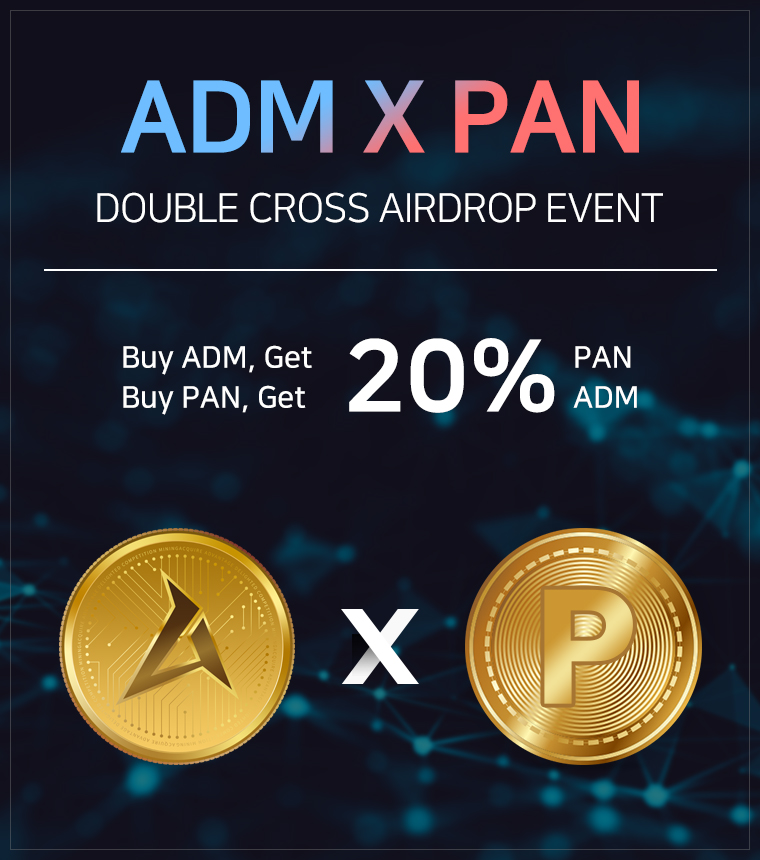 ADM X PAN
DOUBLE CROSS AIRDROP EVENT
Buy ADM, Get 20% PAN
Buy PAN, Get ADM
X
P